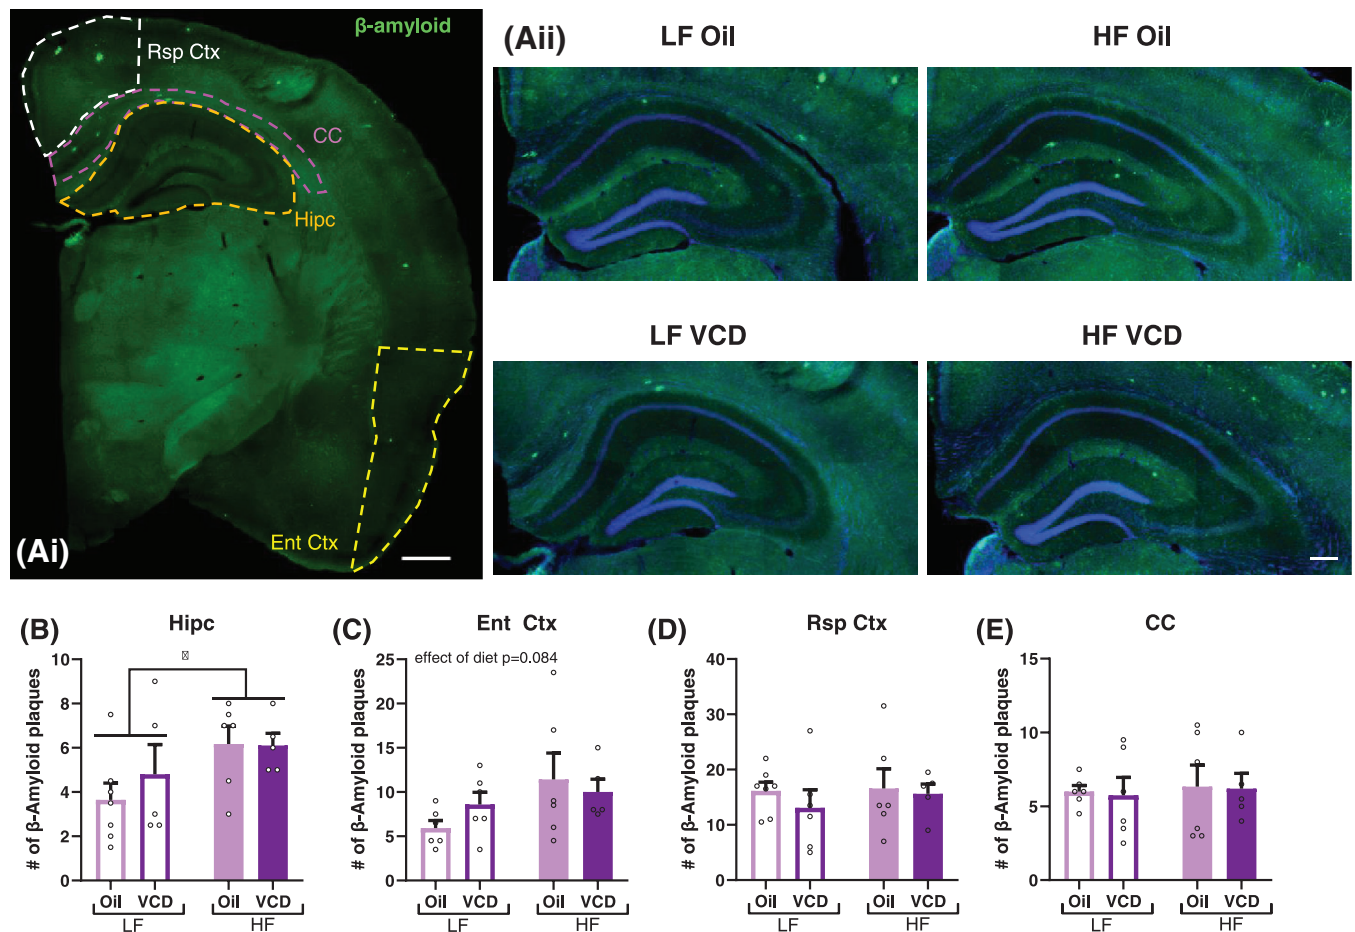 β-amyloid
Rsp Ctx
CC
Hipc
Ent Ctx
(Ai)
(Aii)
LF Oil
HF Oil
LF VCD
HF VCD
(B)
Hipc
# of β-Amyloid plaques
10
8
6
4
2
0
Oil VCD Oil VCD
LF HF
(C)
Ent Ctx
effect of diet p=0.084
# of β-Amyloid plaques
25
20
15
10
5
0
Oil VCD Oil VCD
LF HF
(D)
Rsp Ctx
# of β-Amyloid plaques
40
30
20
10
0
Oil VCD Oil VCD
LF HF
(E)
CC
# of β-Amyloid plaques
15
10
5
0
Oil VCD Oil VCD
LF HF